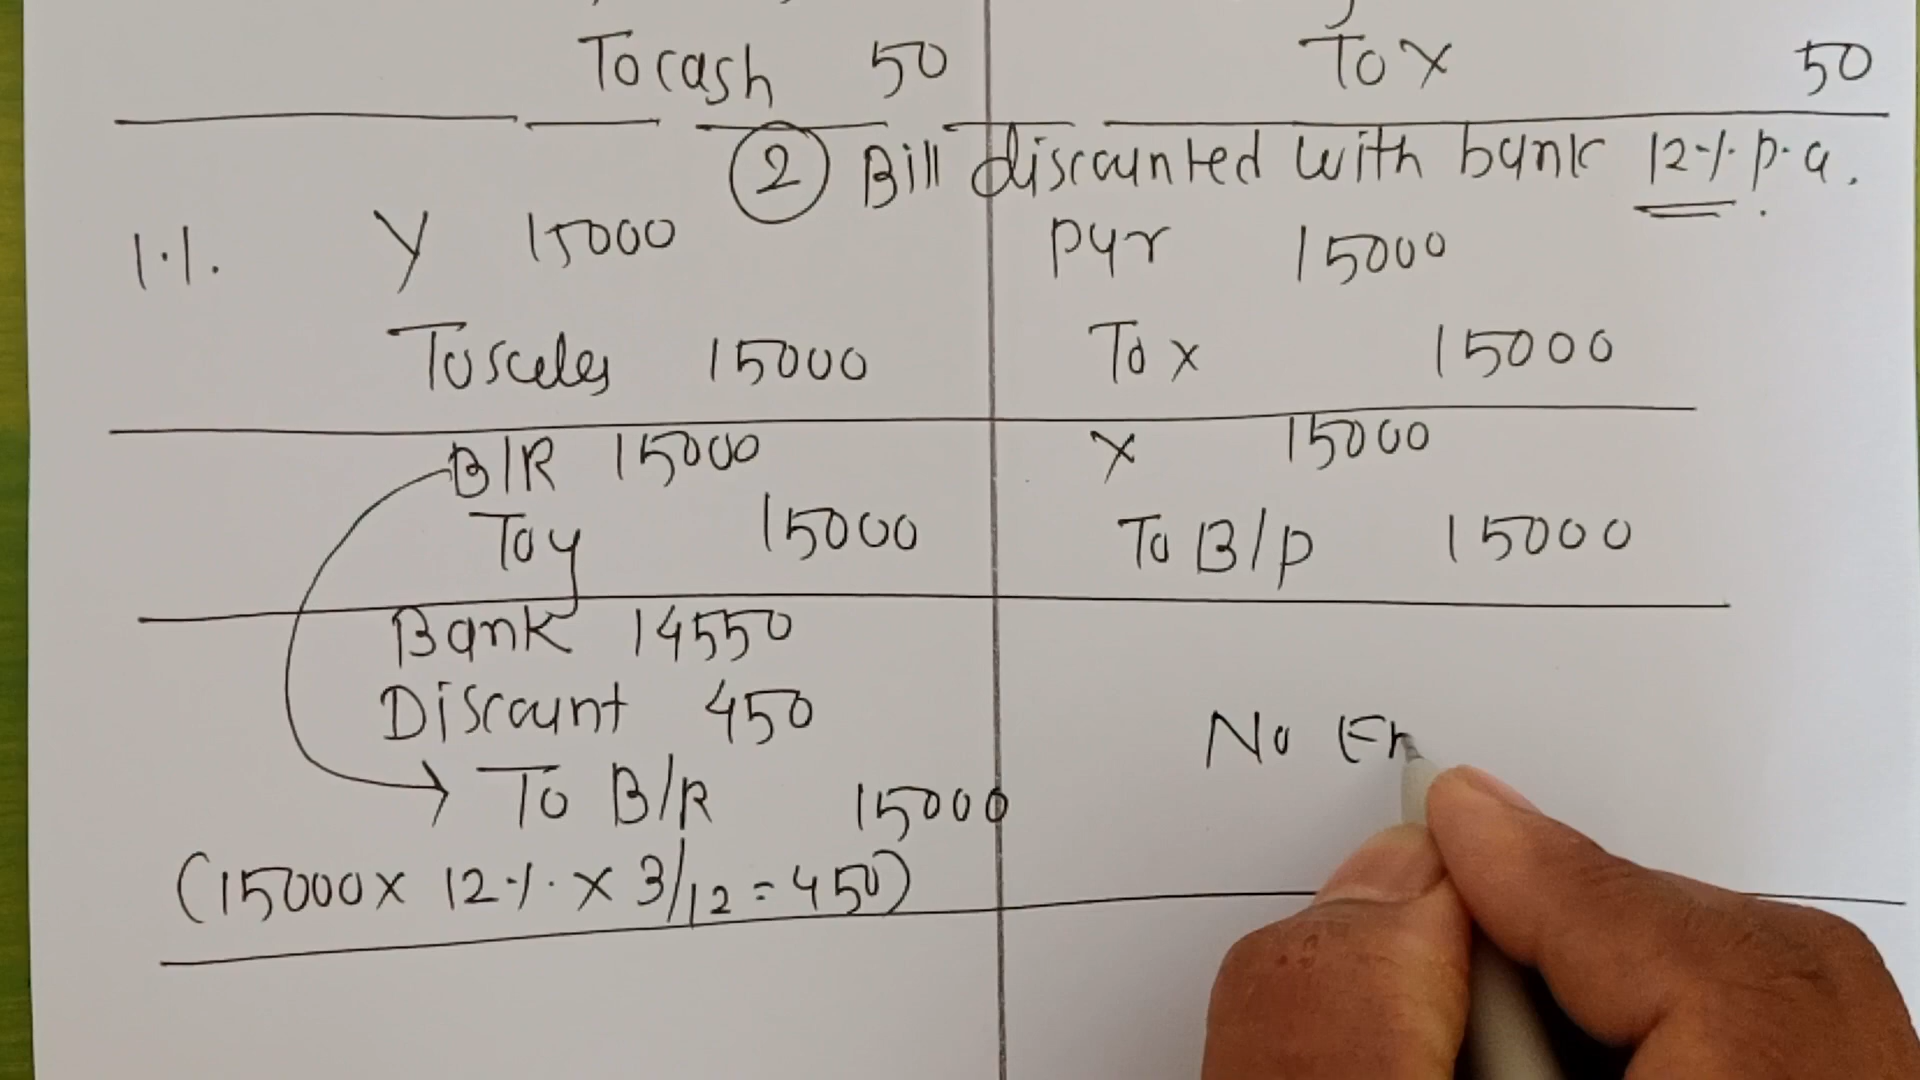 To cash 50
To x 50
② Bill discounted with bank 12% p.a.
1.1. Y 15000
Pur 15000
To sales 15000
To x 15000
B/R 15000
x 15000
To y 15000
To B/P 15000
Bank 14550
Discount 450
No En
To B/R 15000
(15000 x 12% x 3/12 = 450)